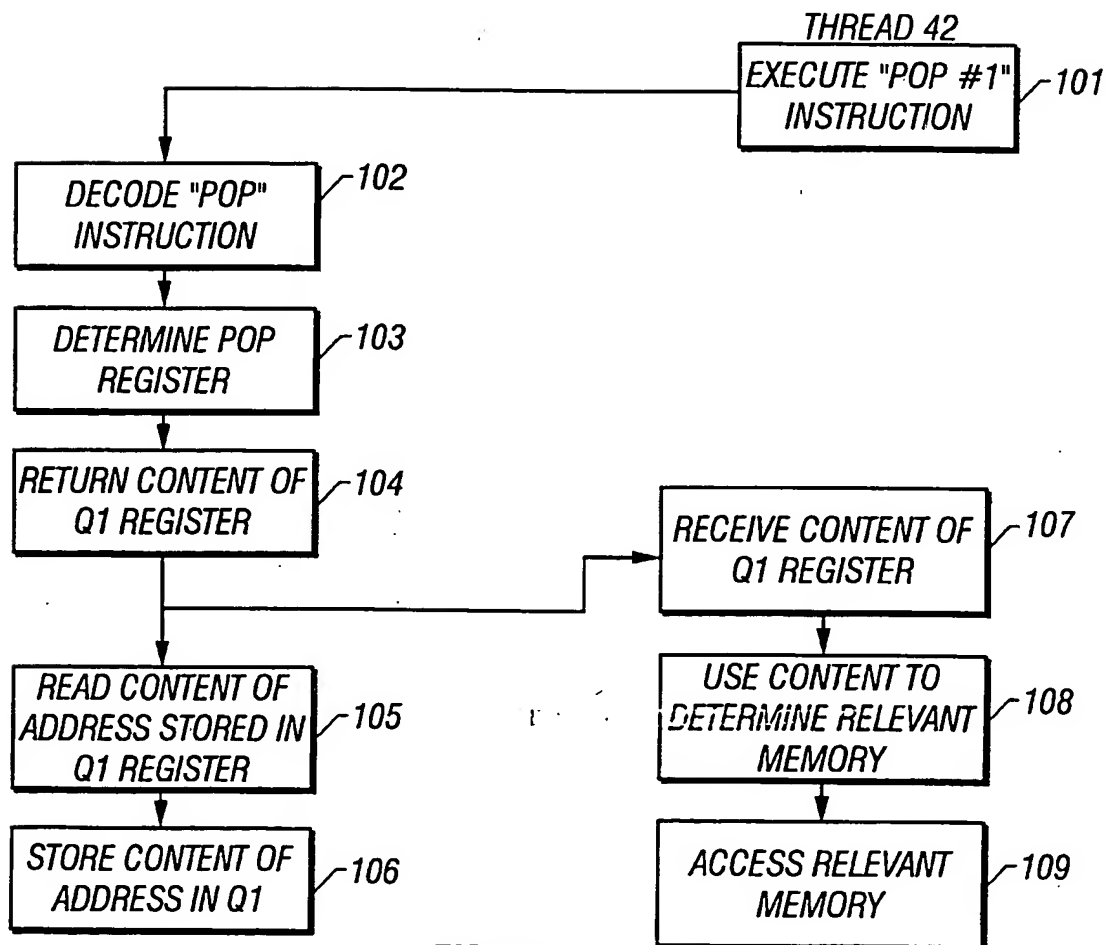 THREAD 42
EXECUTE "POP #1"
INSTRUCTION
101
DECODE "POP"
INSTRUCTION
102
DETERMINE POP
REGISTER
103
RETURN CONTENT OF
Q1 REGISTER
104
RECEIVE CONTENT OF
Q1 REGISTER
107
READ CONTENT OF
ADDRESS STORED IN
Q1 REGISTER
105
USE CONTENT TO
DETERMINE RELEVANT
MEMORY
108
STORE CONTENT OF
ADDRESS IN Q1
106
ACCESS RELEVANT
MEMORY
109